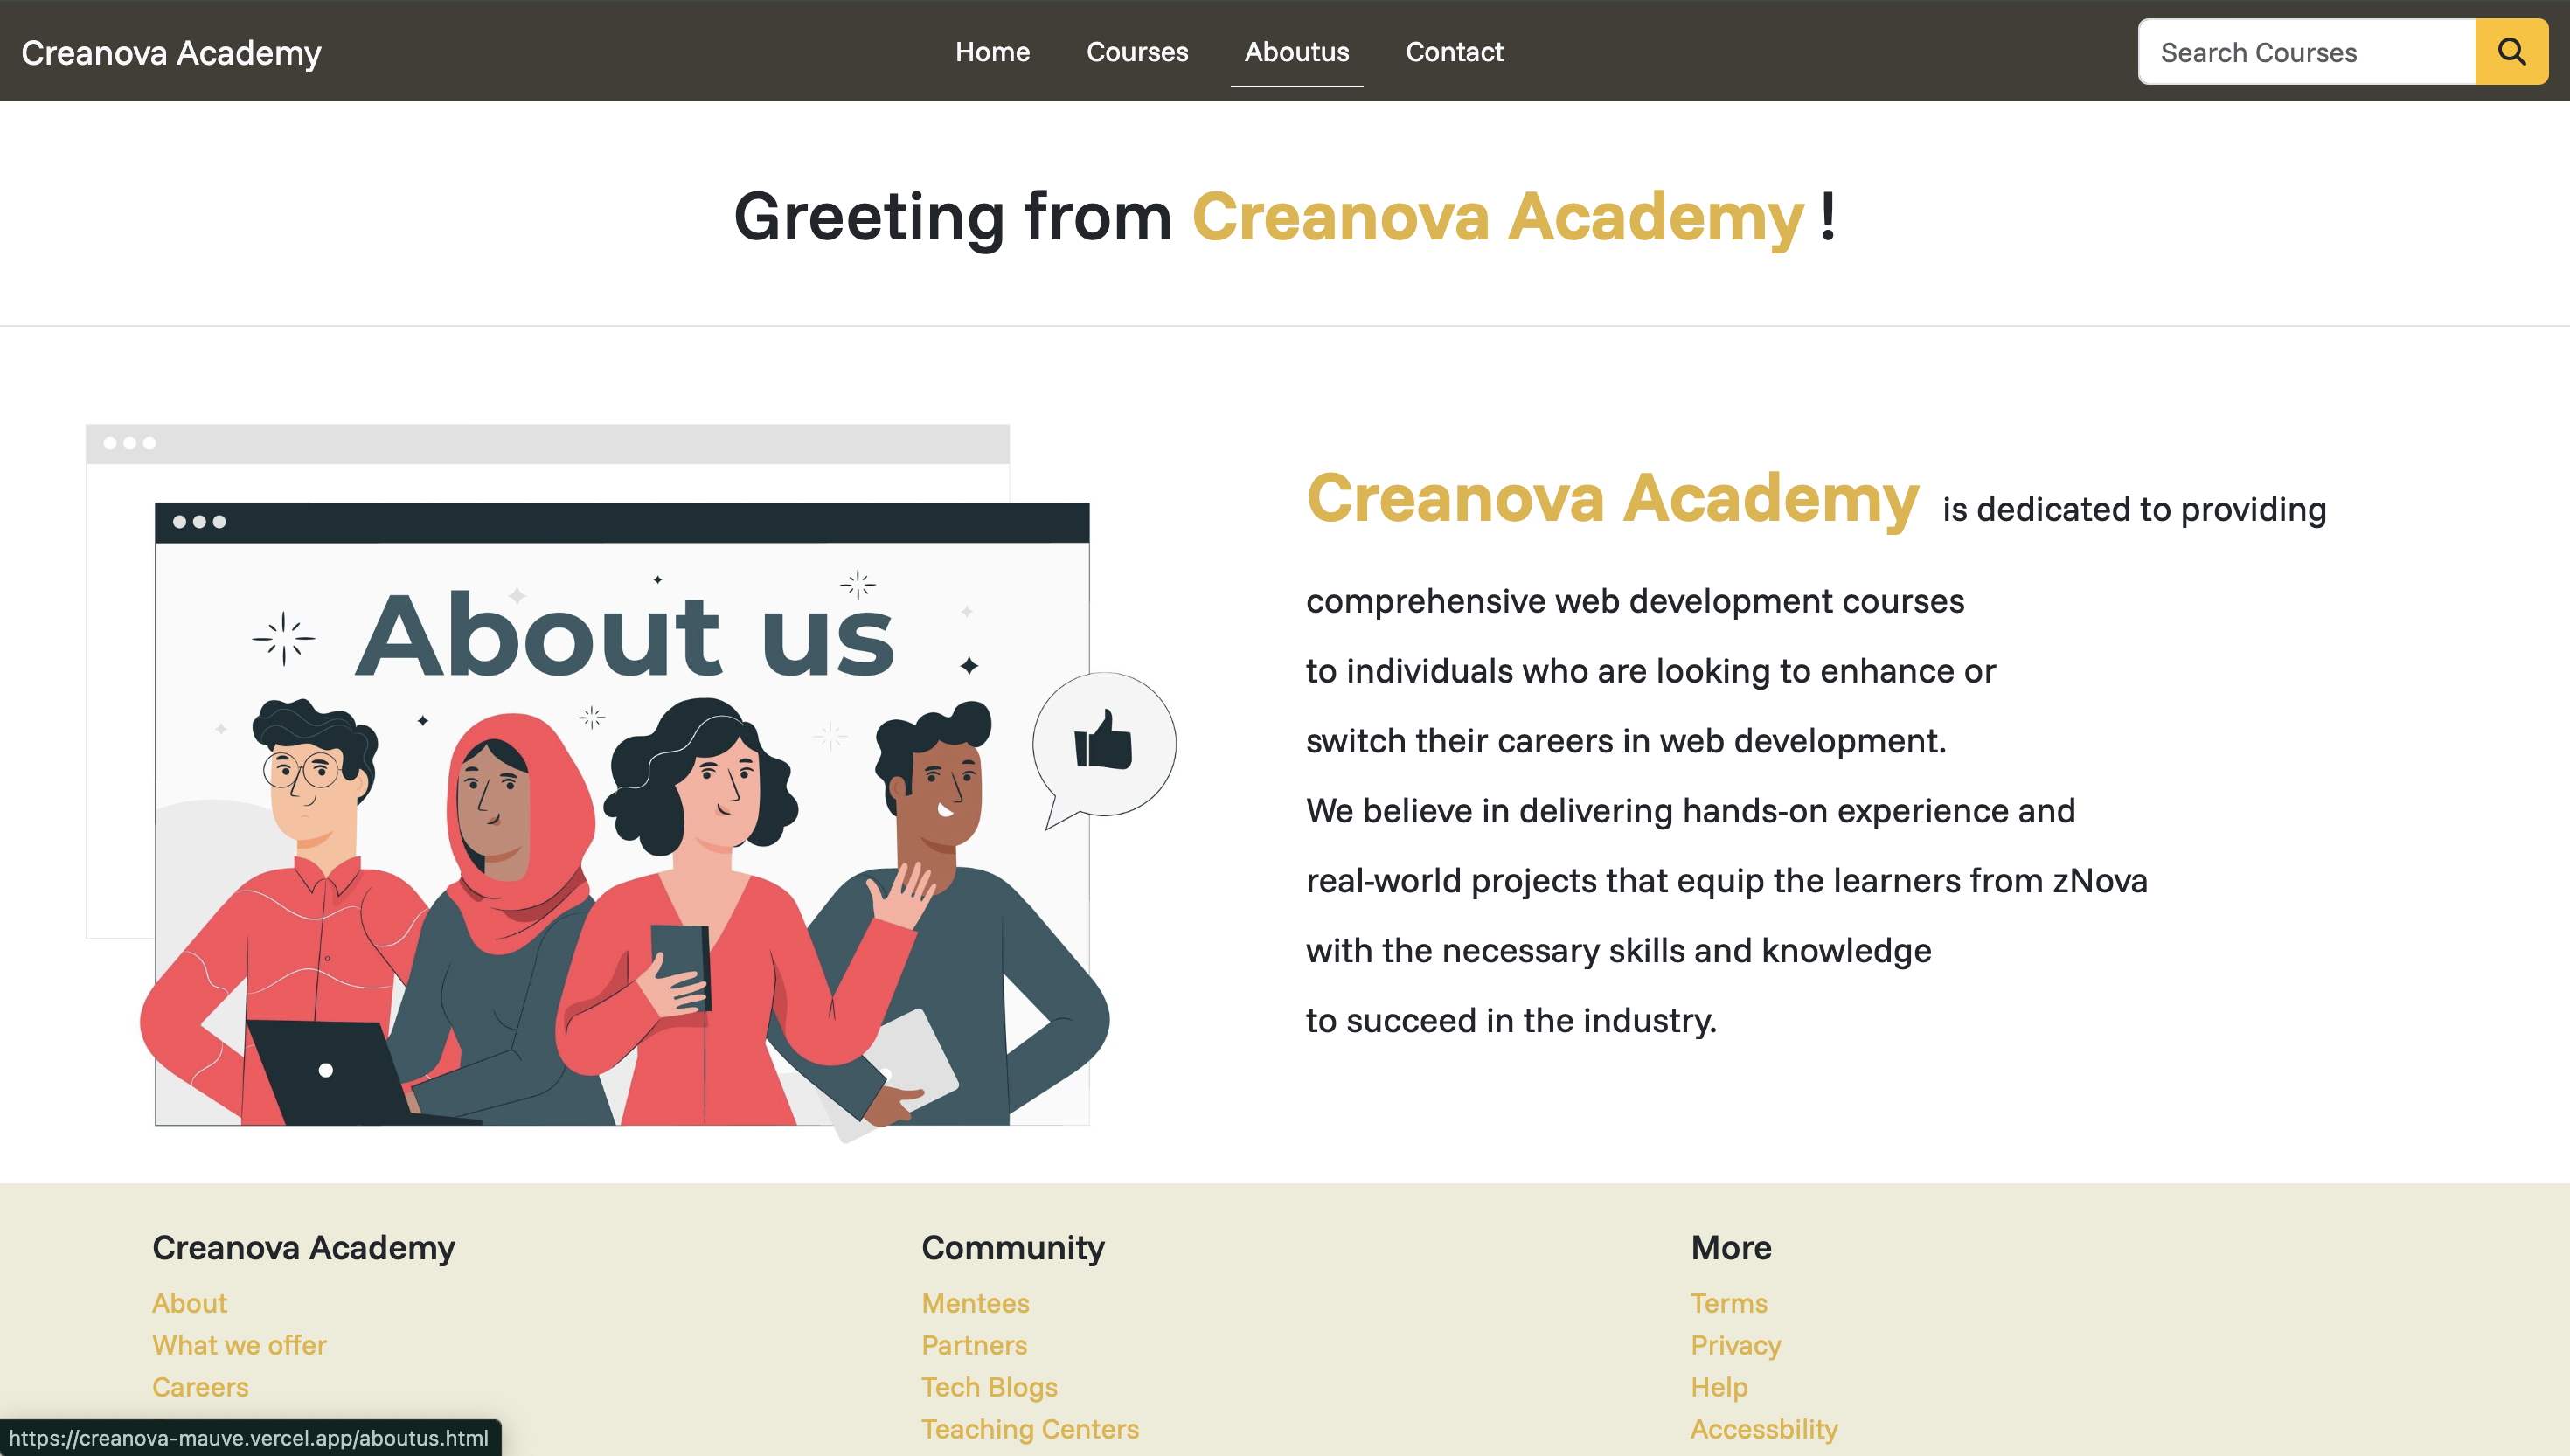 Creanova Academy Home Courses Aboutus Contact Search Courses
Greeting from Creanova Academy !
About us
Creanova Academy is dedicated to providing
comprehensive web development courses
to individuals who are looking to enhance or
switch their careers in web development.
We believe in delivering hands-on experience and
real-world projects that equip the learners from zNova
with the necessary skills and knowledge
to succeed in the industry.
Creanova Academy
About
What we offer
Careers
Community
Mentees
Partners
Tech Blogs
Teaching Centers
More
Terms
Privacy
Help
Accessbility
https://creanova-mauve.vercel.app/aboutus.html